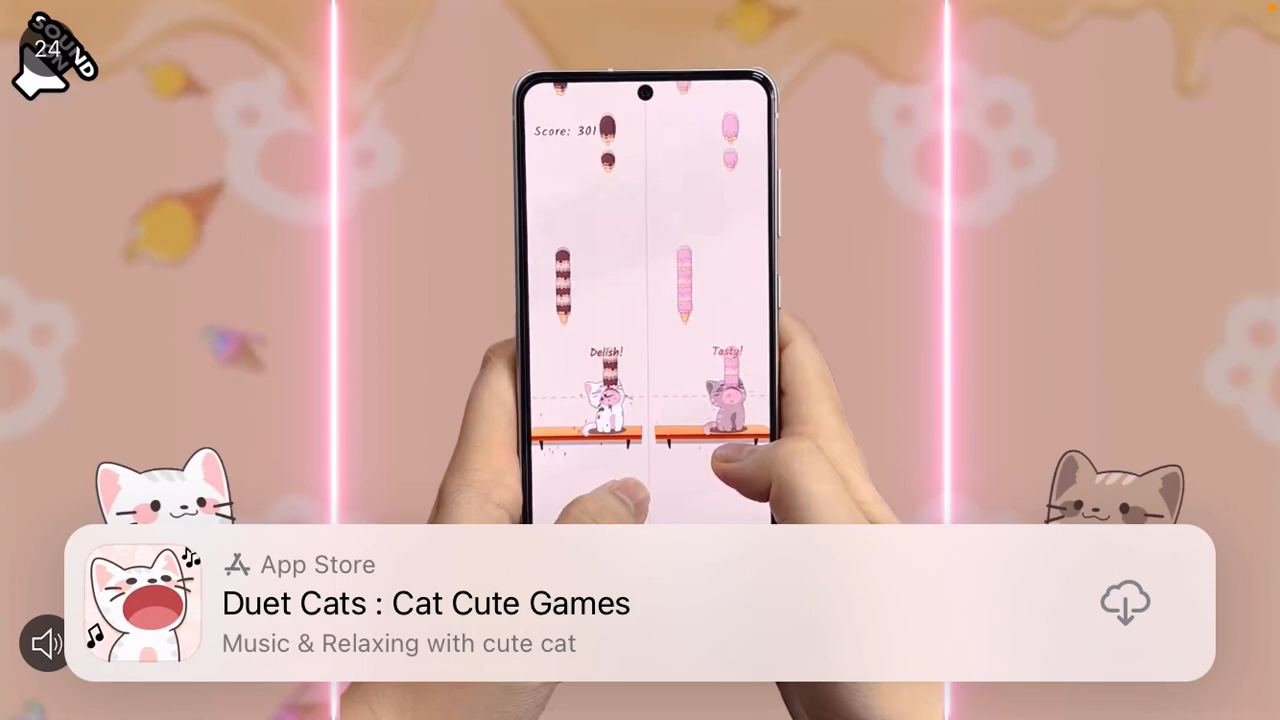 SOUND
ON
24
Score: 301
Delish!
Tasty!
App Store
Duet Cats : Cat Cute Games
Music & Relaxing with cute cat